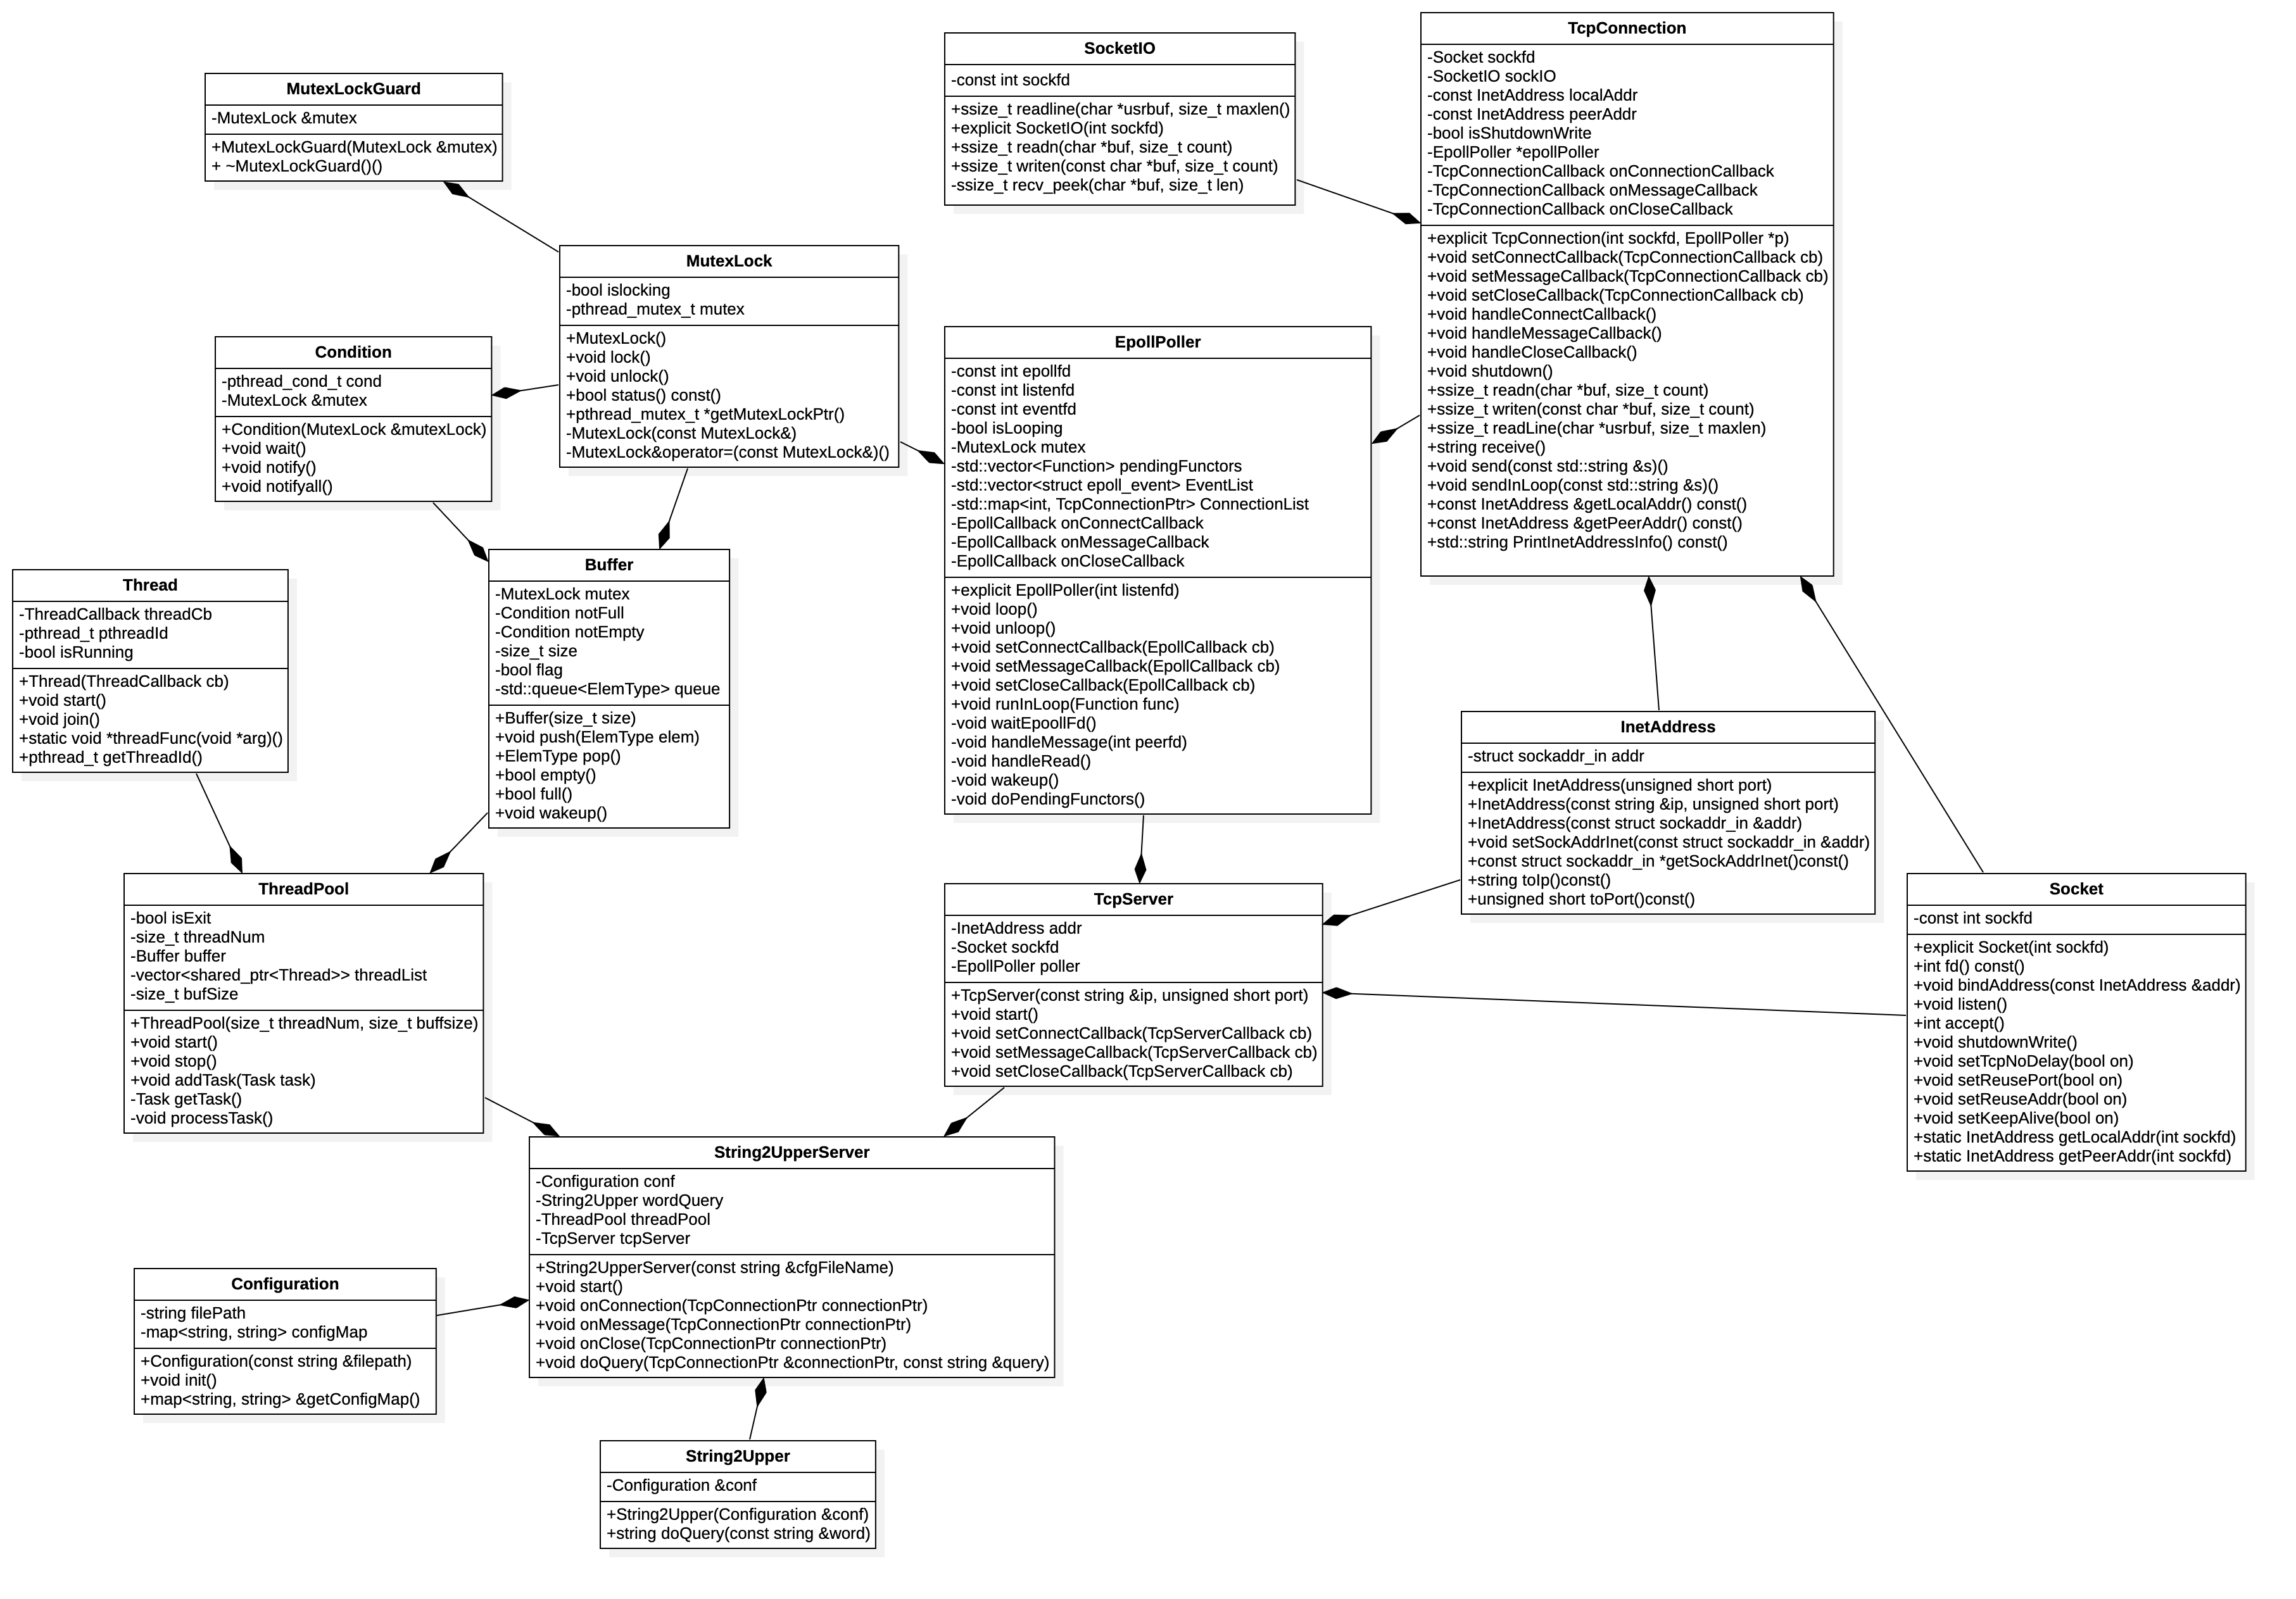 MutexLockGuard
-MutexLock &mutex
+MutexLockGuard(MutexLock &mutex)
+ ~MutexLockGuard()()
SocketIO
-const int sockfd
+ssize_t readline(char *usrbuf, size_t maxlen()
+explicit SocketIO(int sockfd)
+ssize_t readn(char *buf, size_t count)
+ssize_t writen(const char *buf, size_t count)
-ssize_t recv_peek(char *buf, size_t len)
TcpConnection
-Socket sockfd
-SocketIO sockIO
-const InetAddress localAddr
-const InetAddress peerAddr
-bool isShutdownWrite
-EpollPoller *epollPoller
-TcpConnectionCallback onConnectionCallback
-TcpConnectionCallback onMessageCallback
-TcpConnectionCallback onCloseCallback
+explicit TcpConnection(int sockfd, EpollPoller *p)
+void setConnectCallback(TcpConnectionCallback cb)
+void setMessageCallback(TcpConnectionCallback cb)
+void setCloseCallback(TcpConnectionCallback cb)
+void handleConnectCallback()
+void handleMessageCallback()
+void handleCloseCallback()
+void shutdown()
+ssize_t readn(char *buf, size_t count)
+ssize_t writen(const char *buf, size_t count)
+ssize_t readLine(char *usrbuf, size_t maxlen)
+string receive()
+void send(const std::string &s)()
+void sendInLoop(const std::string &s)()
+const InetAddress &getLocalAddr() const()
+const InetAddress &getPeerAddr() const()
+std::string PrintInetAddressInfo() const()
MutexLock
-bool islocking
-pthread_mutex_t mutex
+MutexLock()
+void lock()
+void unlock()
+bool status() const()
+pthread_mutex_t *getMutexLockPtr()
-MutexLock(const MutexLock&)
-MutexLock&operator=(const MutexLock&)()
Condition
-pthread_cond_t cond
-MutexLock &mutex
+Condition(MutexLock &mutexLock)
+void wait()
+void notify()
+void notifyall()
EpollPoller
-const int epollfd
-const int listenfd
-const int eventfd
-bool isLooping
-MutexLock mutex
-std::vector<Function> pendingFunctors
-std::vector<struct epoll_event> EventList
-std::map<int, TcpConnectionPtr> ConnectionList
-EpollCallback onConnectCallback
-EpollCallback onMessageCallback
-EpollCallback onCloseCallback
+explicit EpollPoller(int listenfd)
+void loop()
+void unloop()
+void setConnectCallback(EpollCallback cb)
+void setMessageCallback(EpollCallback cb)
+void setCloseCallback(EpollCallback cb)
+void runInLoop(Function func)
-void waitEpoollFd()
-void handleMessage(int peerfd)
-void handleRead()
-void wakeup()
-void doPendingFunctors()
Thread
-ThreadCallback threadCb
-pthread_t pthreadId
-bool isRunning
+Thread(ThreadCallback cb)
+void start()
+void join()
+static void *threadFunc(void *arg)()
+pthread_t getThreadId()
Buffer
-MutexLock mutex
-Condition notFull
-Condition notEmpty
-size_t size
-bool flag
-std::queue<ElemType> queue
+Buffer(size_t size)
+void push(ElemType elem)
+ElemType pop()
+bool empty()
+bool full()
+void wakeup()
InetAddress
-struct sockaddr_in addr
+explicit InetAddress(unsigned short port)
+InetAddress(const string &ip, unsigned short port)
+InetAddress(const struct sockaddr_in &addr)
+void setSockAddrInet(const struct sockaddr_in &addr)
+const struct sockaddr_in *getSockAddrInet()const()
+string toIp()const()
+unsigned short toPort()const()
ThreadPool
-bool isExit
-size_t threadNum
-Buffer buffer
-vector<shared_ptr<Thread>> threadList
-size_t bufSize
+ThreadPool(size_t threadNum, size_t buffsize)
+void start()
+void stop()
+void addTask(Task task)
-Task getTask()
-void processTask()
TcpServer
-InetAddress addr
-Socket sockfd
-EpollPoller poller
+TcpServer(const string &ip, unsigned short port)
+void start()
+void setConnectCallback(TcpServerCallback cb)
+void setMessageCallback(TcpServerCallback cb)
+void setCloseCallback(TcpServerCallback cb)
Socket
-const int sockfd
+explicit Socket(int sockfd)
+int fd() const()
+void bindAddress(const InetAddress &addr)
+void listen()
+int accept()
+void shutdownWrite()
+void setTcpNoDelay(bool on)
+void setReusePort(bool on)
+void setReuseAddr(bool on)
+void setKeepAlive(bool on)
+static InetAddress getLocalAddr(int sockfd)
+static InetAddress getPeerAddr(int sockfd)
String2UpperServer
-Configuration conf
-String2Upper wordQuery
-ThreadPool threadPool
-TcpServer tcpServer
+String2UpperServer(const string &cfgFileName)
+void start()
+void onConnection(TcpConnectionPtr connectionPtr)
+void onMessage(TcpConnectionPtr connectionPtr)
+void onClose(TcpConnectionPtr connectionPtr)
+void doQuery(TcpConnectionPtr &connectionPtr, const string &query)
Configuration
-string filePath
-map<string, string> configMap
+Configuration(const string &filepath)
+void init()
+map<string, string> &getConfigMap()
String2Upper
-Configuration &conf
+String2Upper(Configuration &conf)
+string doQuery(const string &word)